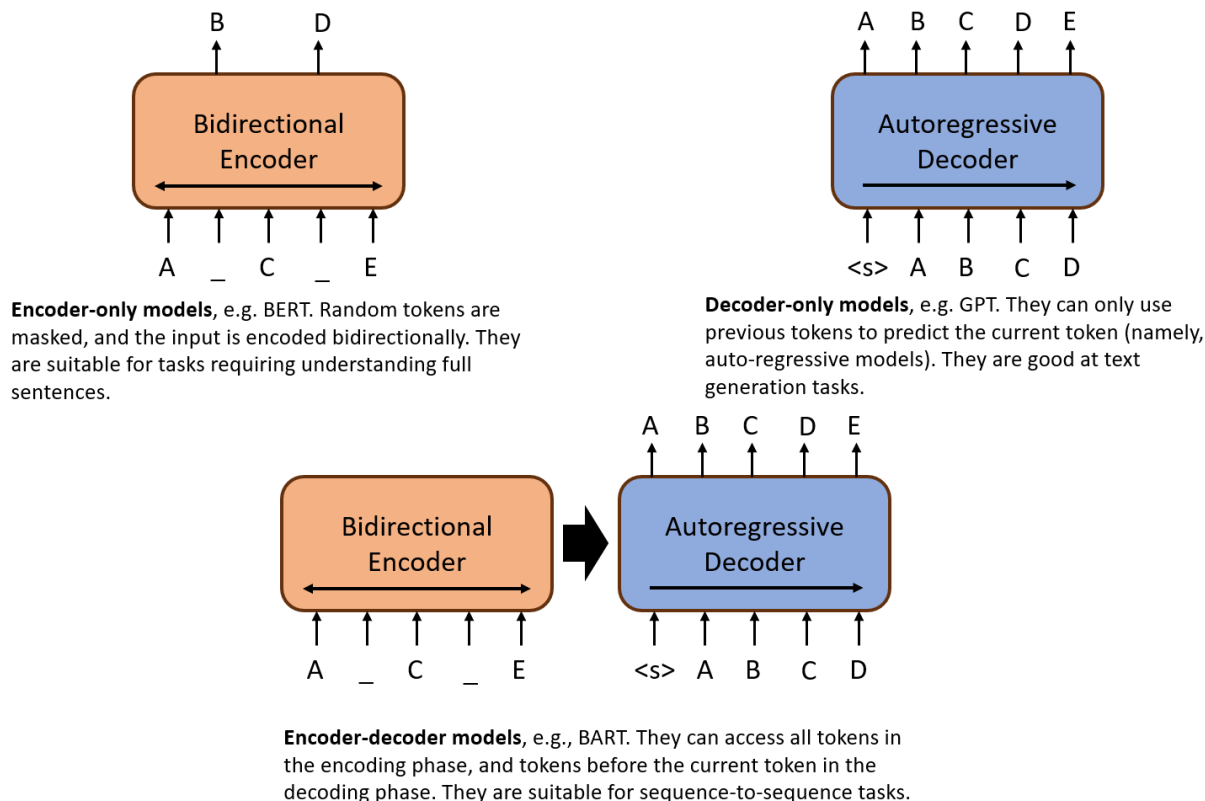 B D
Bidirectional
Encoder
A _ C _ E
Encoder-only models, e.g. BERT. Random tokens are
masked, and the input is encoded bidirectionally. They
are suitable for tasks requiring understanding full
sentences.
A B C D E
Autoregressive
Decoder
<s> A B C D
Decoder-only models, e.g. GPT. They can only use
previous tokens to predict the current token (namely,
auto-regressive models). They are good at text
generation tasks.
Bidirectional
Encoder
A _ C _ E
A B C D E
Autoregressive
Decoder
<s> A B C D
Encoder-decoder models, e.g., BART. They can access all tokens in
the encoding phase, and tokens before the current token in the
decoding phase. They are suitable for sequence-to-sequence tasks.